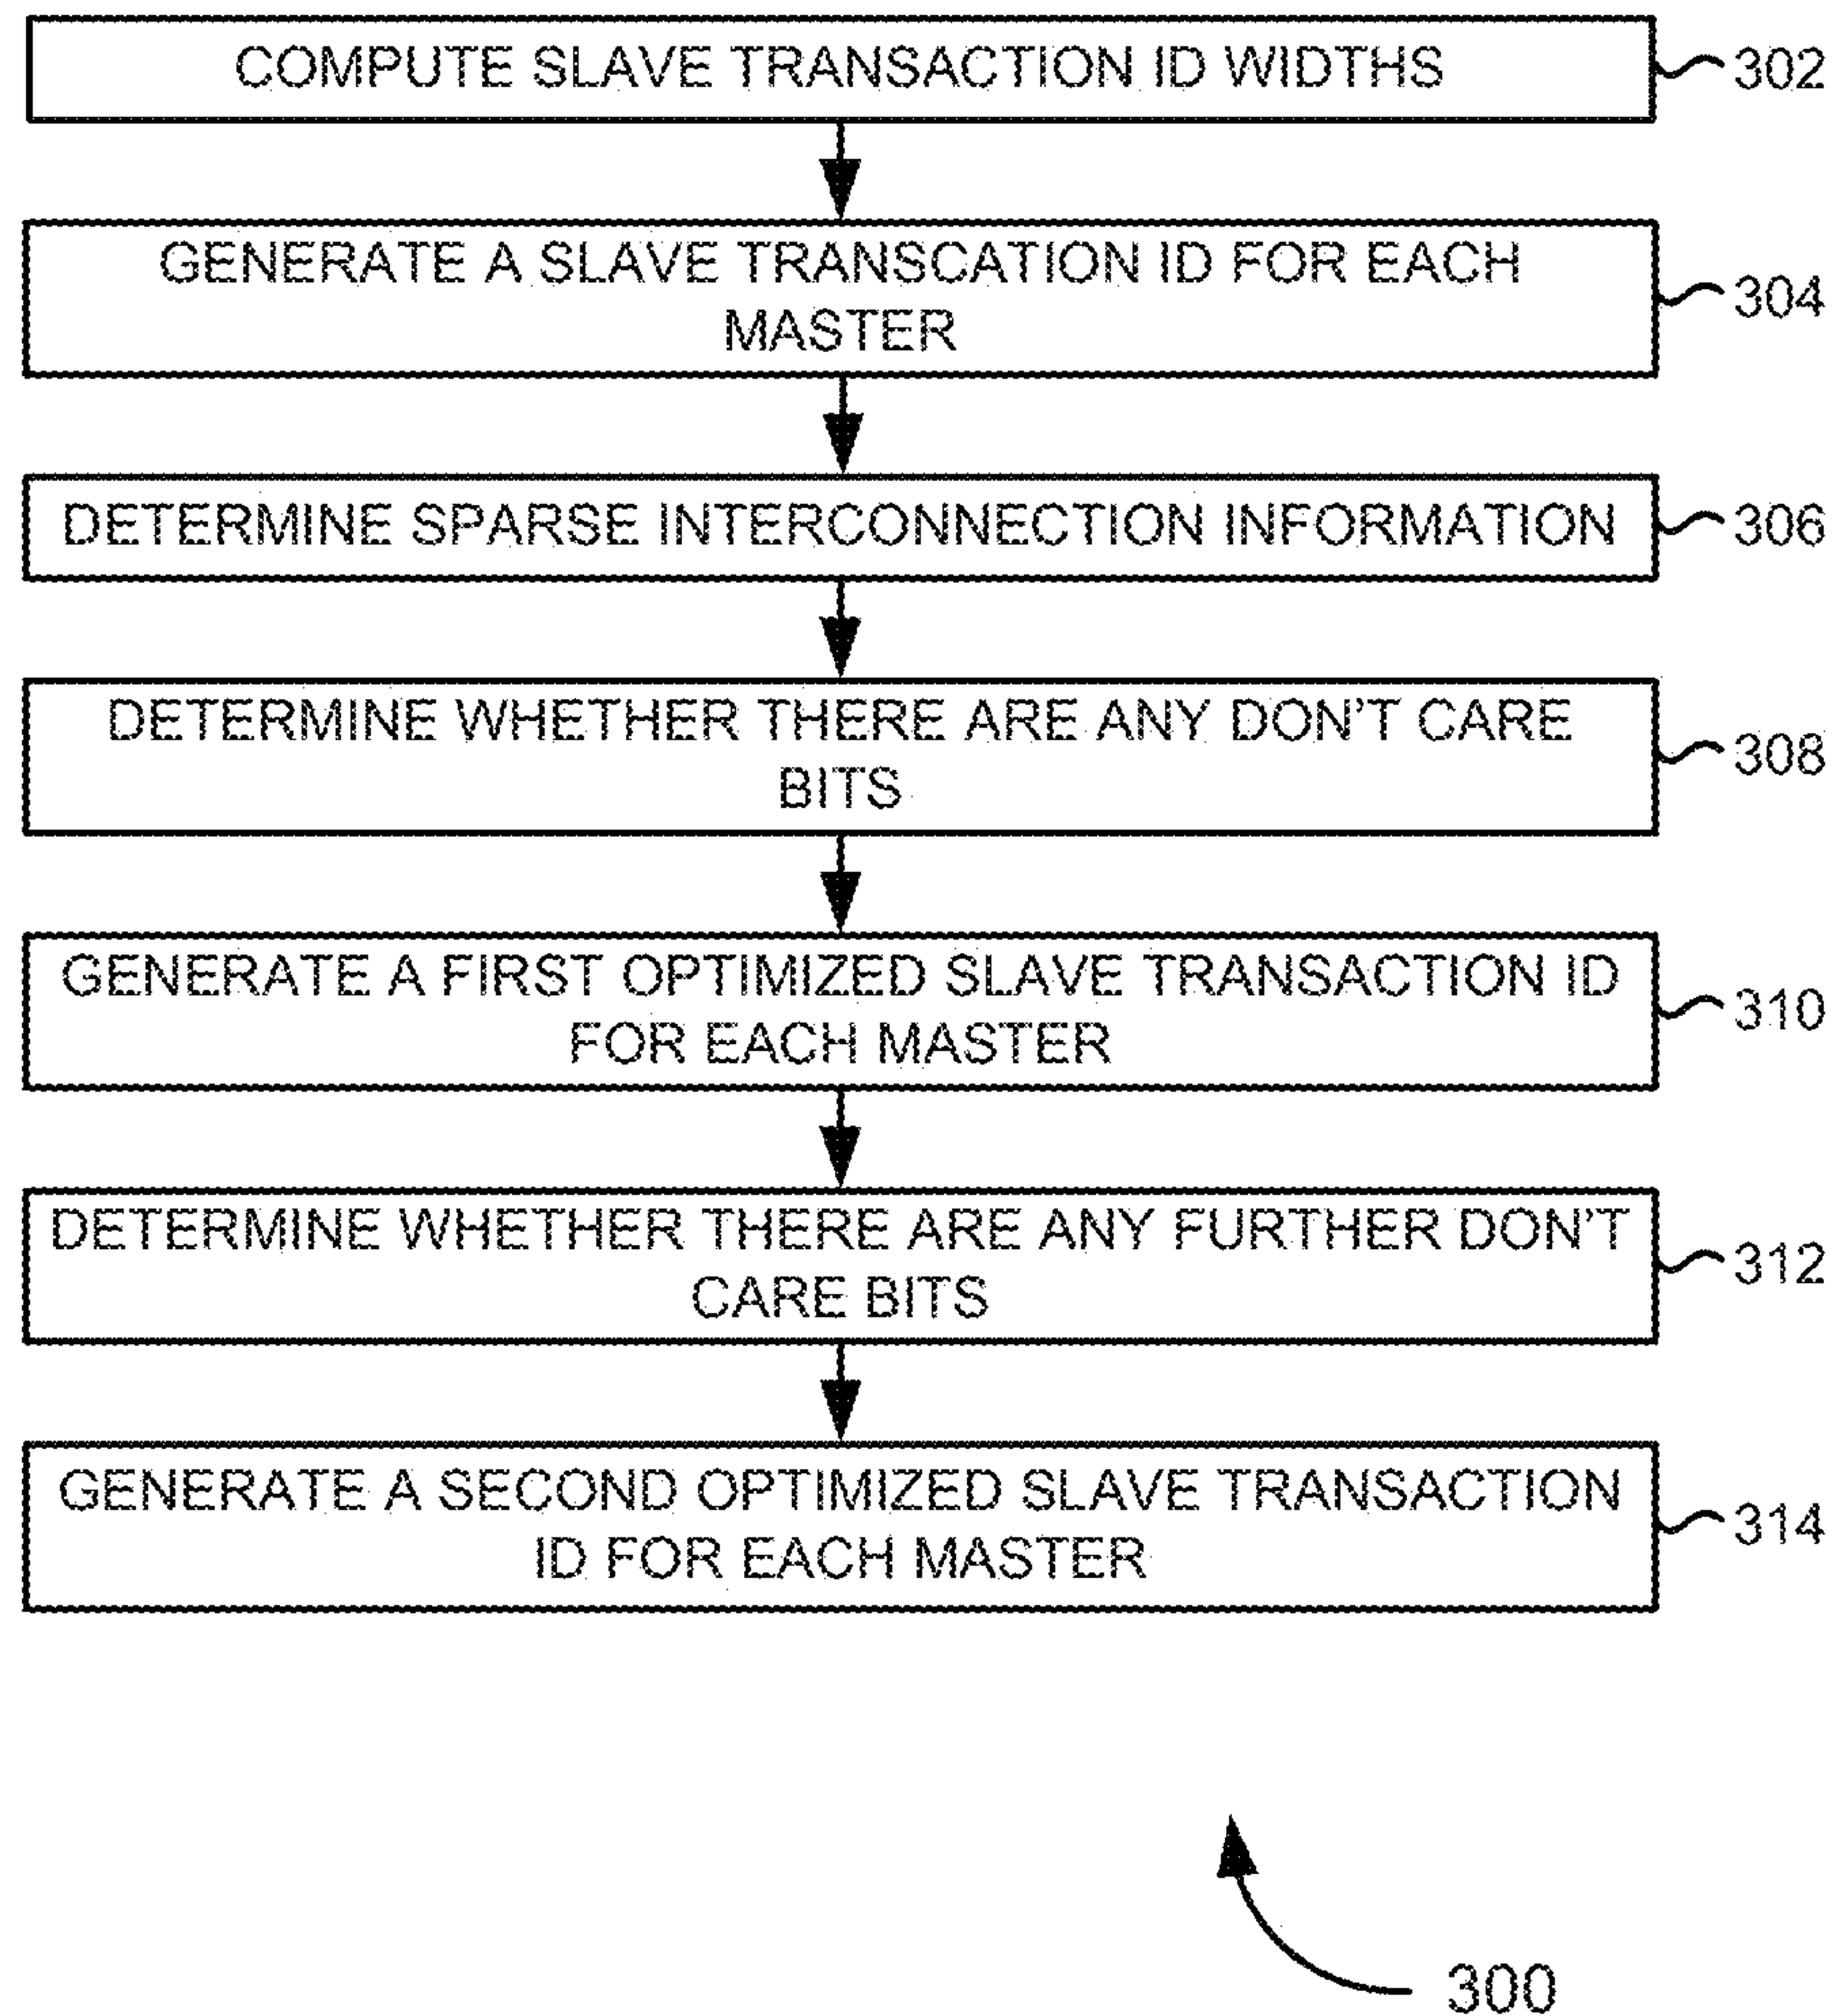 COMPUTE SLAVE TRANSACTION ID WIDTHS
302
GENERATE A SLAVE TRANSCATION ID FOR EACH
MASTER
304
DETERMINE SPARSE INTERCONNECTION INFORMATION
306
DETERMINE WHETHER THERE ARE ANY DON'T CARE
BITS
308
GENERATE A FIRST OPTIMIZED SLAVE TRANSACTION ID
FOR EACH MASTER
310
DETERMINE WHETHER THERE ARE ANY FURTHER DON'T
CARE BITS
312
GENERATE A SECOND OPTIMIZED SLAVE TRANSACTION
ID FOR EACH MASTER
314
300